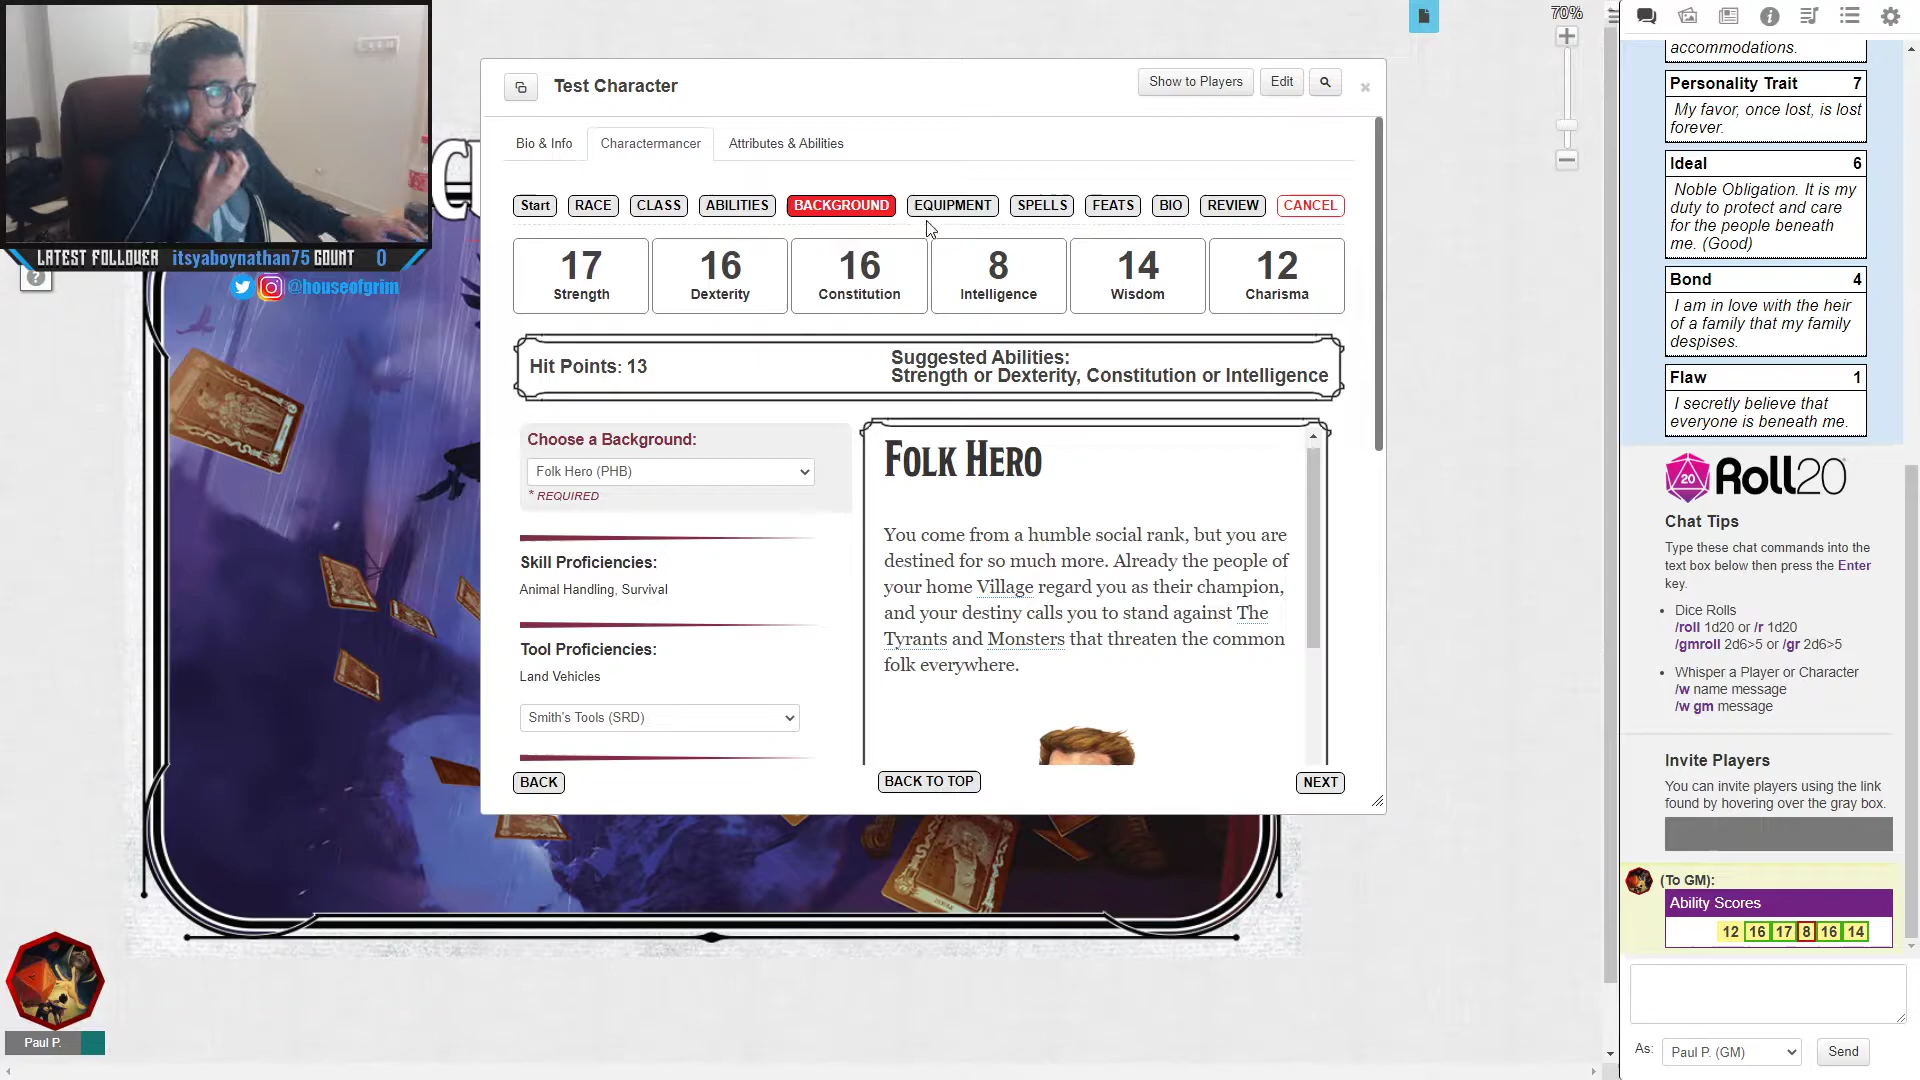 LATEST FOLLOWER itsyaboynathan75 COUNT 0
@houseofgrim
?
Paul P.
70%
Test Character
Show to Players
Edit
Bio & Info
Charactermancer
Attributes & Abilities
Start
RACE
CLASS
ABILITIES
BACKGROUND
EQUIPMENT
SPELLS
FEATS
BIO
REVIEW
CANCEL
17
Strength
16
Dexterity
16
Constitution
8
Intelligence
14
Wisdom
12
Charisma
Hit Points: 13
Suggested Abilities:
Strength or Dexterity, Constitution or Intelligence
Choose a Background:
Folk Hero (PHB)
* REQUIRED
Skill Proficiencies:
Animal Handling, Survival
Tool Proficiencies:
Land Vehicles
Smith's Tools (SRD)
FOLK HERO
You come from a humble social rank, but you are
destined for so much more. Already the people of
your home Village regard you as their champion,
and your destiny calls you to stand against The
Tyrants and Monsters that threaten the common
folk everywhere.
BACK
BACK TO TOP
NEXT
accommodations.
Personality Trait 7
My favor, once lost, is lost
forever.
Ideal 6
Noble Obligation. It is my
duty to protect and care
for the people beneath
me. (Good)
Bond 4
I am in love with the heir
of a family that my family
despises.
Flaw 1
I secretly believe that
everyone is beneath me.
20 Roll20
Chat Tips
Type these chat commands into the
text box below then press the Enter
key.
• Dice Rolls
/roll 1d20 or /r 1d20
/gmroll 2d6>5 or /gr 2d6>5
• Whisper a Player or Character
/w name message
/w gm message
Invite Players
You can invite players using the link
found by hovering over the gray box.
(To GM):
Ability Scores
12 16 17 8 16 14
As: Paul P. (GM)
Send